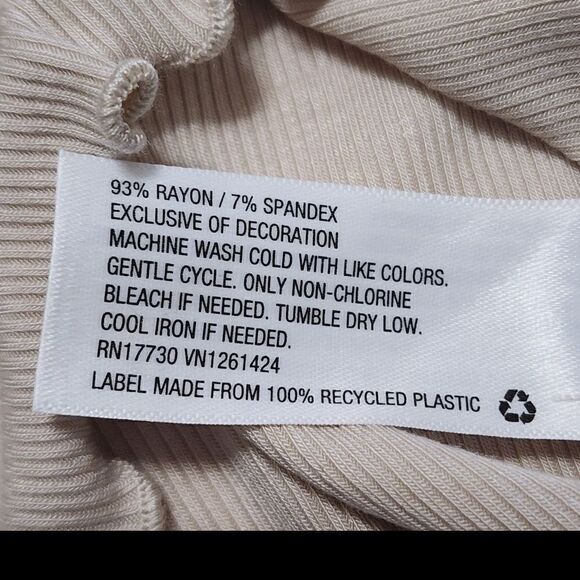 93% RAYON / 7% SPANDEX
EXCLUSIVE OF DECORATION
MACHINE WASH COLD WITH LIKE COLORS.
GENTLE CYCLE. ONLY NON-CHLORINE
BLEACH IF NEEDED. TUMBLE DRY LOW.
COOL IRON IF NEEDED.
RN17730 VN1261424
LABEL MADE FROM 100% RECYCLED PLASTIC